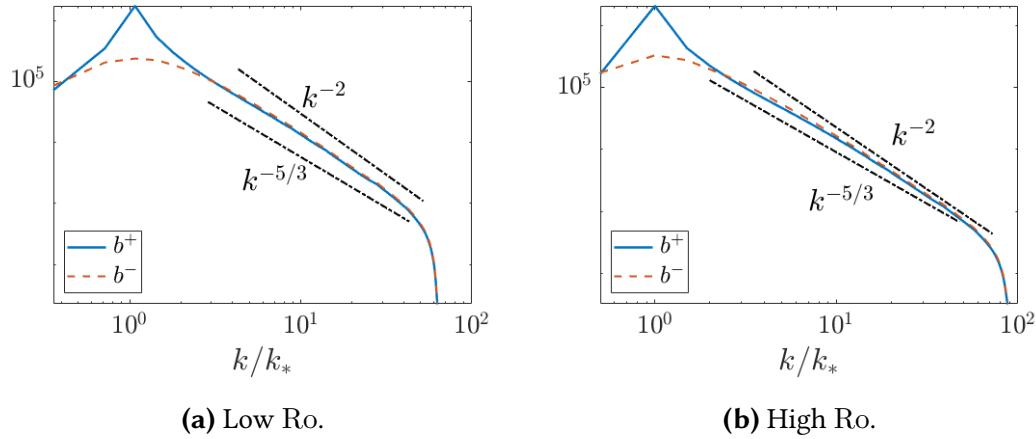 10^5
k^{-2}
k^{-5/3}
b^+
b^-
10^0
10^1
10^2
k/k_*
(a) Low Ro.
10^5
k^{-2}
k^{-5/3}
b^+
b^-
10^0
10^1
10^2
k/k_*
(b) High Ro.